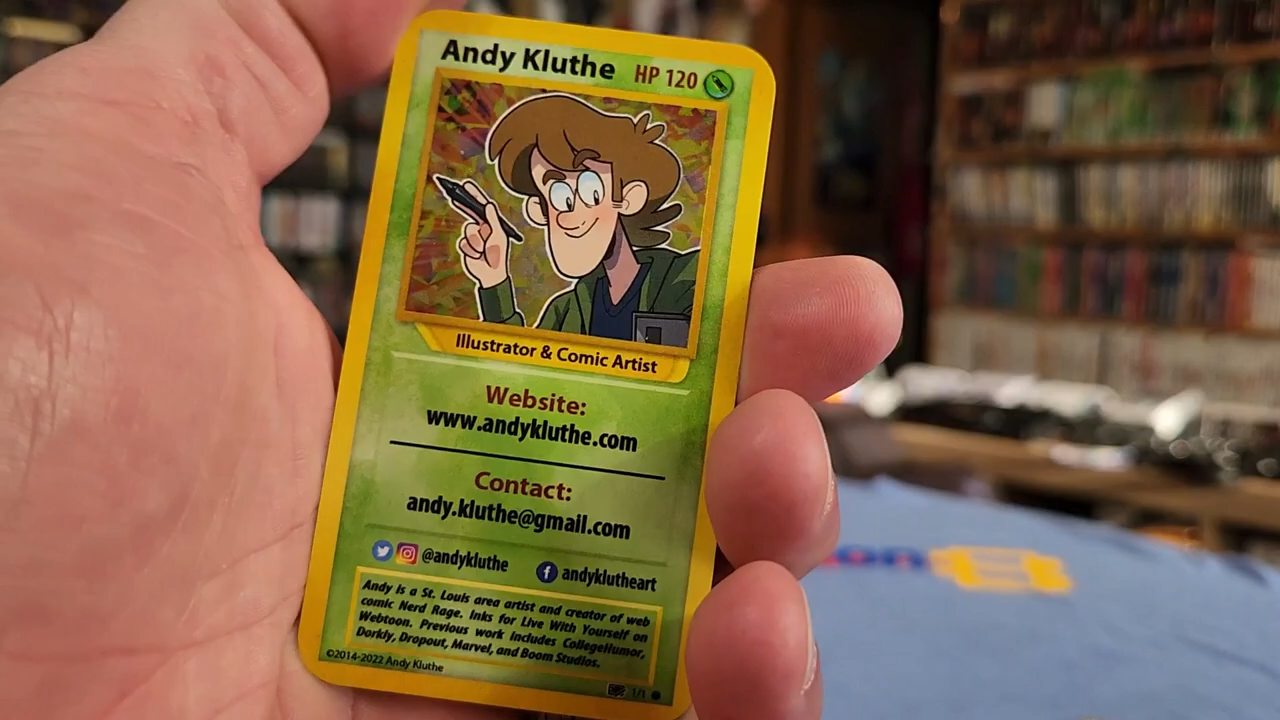 Andy Kluthe HP 120
Illustrator & Comic Artist
Website:
www.andykluthe.com
Contact:
andy.kluthe@gmail.com
@andykluthe andyklutheart
Andy is a St. Louis area artist and creator of web
comic Nerd Rage. Inks for Live With Yourself on
Webtoon. Previous work includes CollegeHumor,
Dorkly, Dropout, Marvel, and Boom Studios.
©2014-2022 Andy Kluthe
1/1